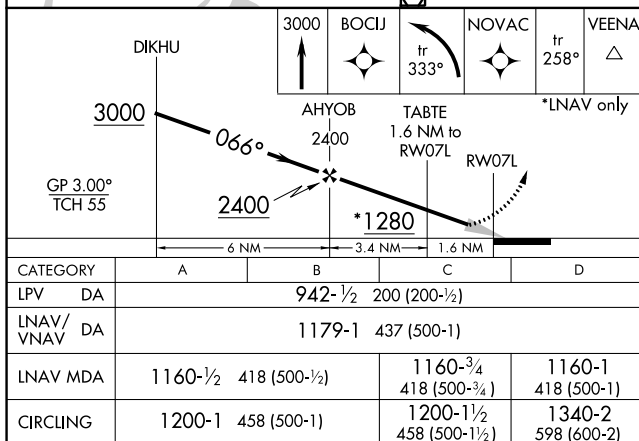 3000 BOCIJ tr 333° NOVAC tr 258° VEENA
DIKHU
*LNAV only
3000
066°
AHYOB
2400
TABTE
1.6 NM to
RW07L
RW07L
GP 3.00°
TCH 55
2400
*1280
6 NM 3.4 NM 1.6 NM
CATEGORY A B C D
LPV DA 942-½ 200 (200-½)
LNAV/VNAV DA 1179-1 437 (500-1)
LNAV MDA 1160-½ 418 (500-½) 1160-¾ 418 (500-¾) 1160-1 418 (500-1)
CIRCLING 1200-1 458 (500-1) 1200-1½ 458 (500-1½) 1340-2 598 (600-2)